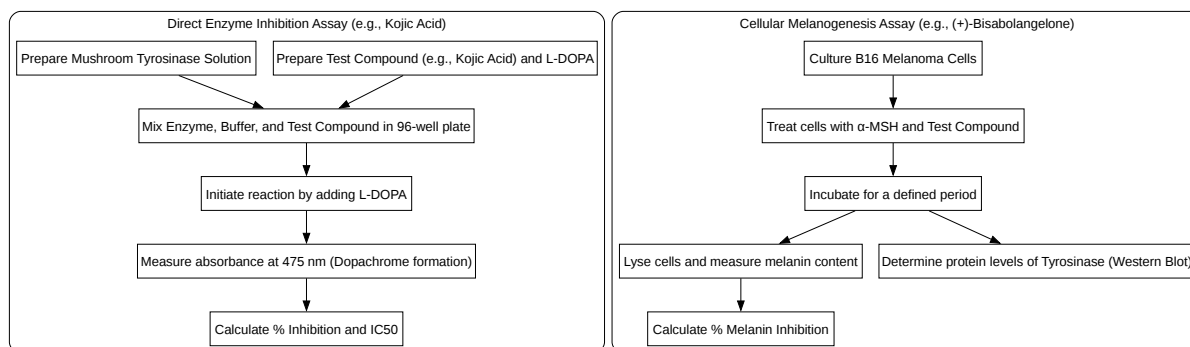 Direct Enzyme Inhibition Assay (e.g., Kojic Acid)
Prepare Mushroom Tyrosinase Solution
Prepare Test Compound (e.g., Kojic Acid) and L-DOPA
Mix Enzyme, Buffer, and Test Compound in 96-well plate
Initiate reaction by adding L-DOPA
Measure absorbance at 475 nm (Dopachrome formation)
Calculate % Inhibition and IC50
Cellular Melanogenesis Assay (e.g., (+)-Bisabolangelone)
Culture B16 Melanoma Cells
Treat cells with α-MSH and Test Compound
Incubate for a defined period
Lyse cells and measure melanin content
Determine protein levels of Tyrosinase (Western Blot)
Calculate % Melanin Inhibition